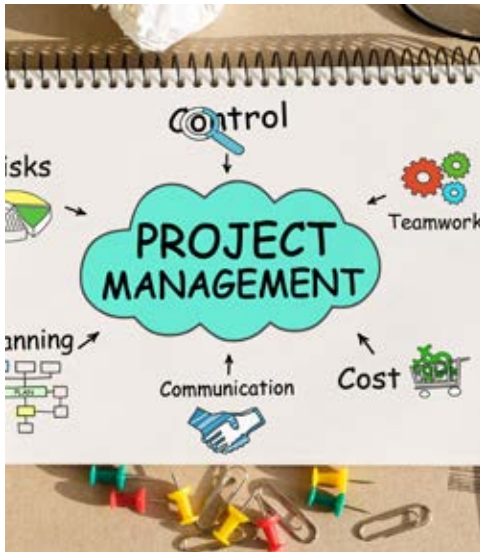 Control
isks
Teamwork
PROJECT
MANAGEMENT
anning
Communication
Cost